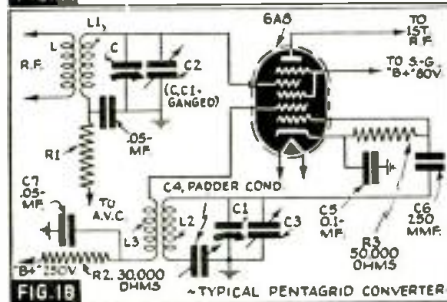 L1,
6A8
TO
1ST.
R.F.
L
C
C2
(C,C1-
GANGED)
R.F.
TO S.-G.
"B+"80V.
.05-
MF.
R1
C7
.05-
MF.
TO
A.V.C.
C4, PADDER COND.
L3
L2
C1
C3
C5
0.1-
MF.
R3
50,000
OHMS
C6
250
MMF.
"B+"250V.
R2, 30,000
OHMS
FIG.1B
~TYPICAL PENTAGRID CONVERTER